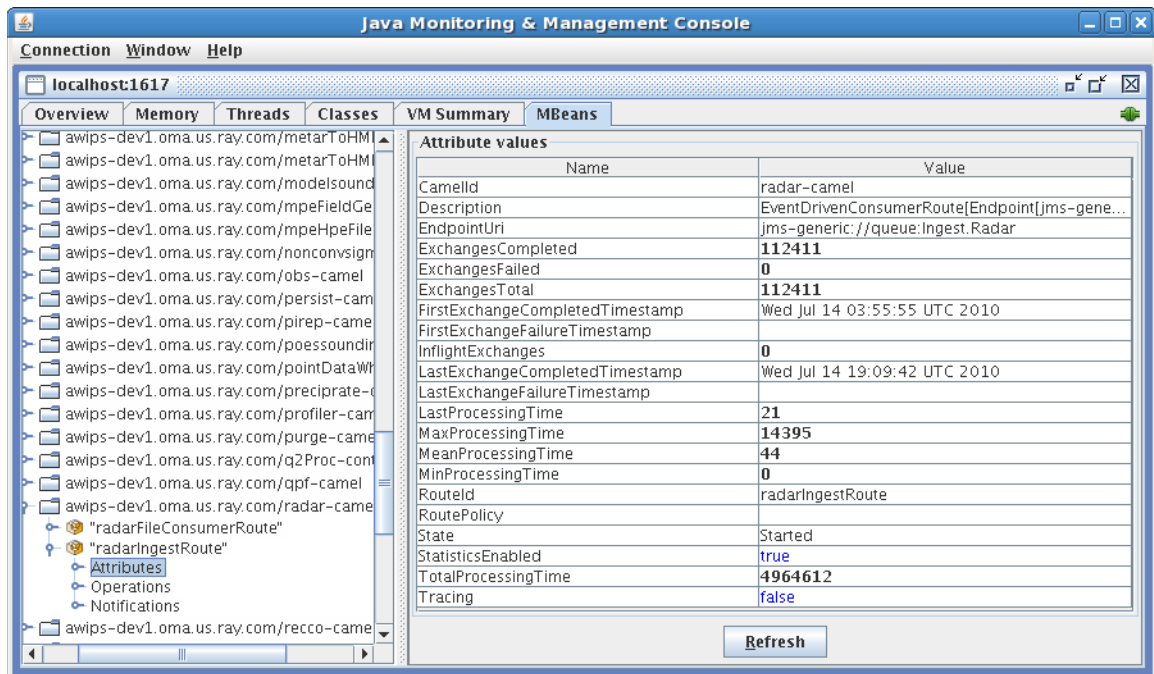 Java Monitoring & Management Console
Connection Window Help
localhost:1617
Overview Memory Threads Classes VM Summary MBeans
awips-dev1.oma.us.ray.com/metarToHMI
awips-dev1.oma.us.ray.com/metarToHMI
awips-dev1.oma.us.ray.com/modelsound
awips-dev1.oma.us.ray.com/mpeFieldGe
awips-dev1.oma.us.ray.com/mpeHpeFile
awips-dev1.oma.us.ray.com/nonconvsigm
awips-dev1.oma.us.ray.com/obs-camel
awips-dev1.oma.us.ray.com/persist-cam
awips-dev1.oma.us.ray.com/pirep-came
awips-dev1.oma.us.ray.com/poessoundin
awips-dev1.oma.us.ray.com/pointDataWh
awips-dev1.oma.us.ray.com/preciprate-c
awips-dev1.oma.us.ray.com/profiler-cam
awips-dev1.oma.us.ray.com/purge-came
awips-dev1.oma.us.ray.com/q2Proc-cont
awips-dev1.oma.us.ray.com/qpf-camel
awips-dev1.oma.us.ray.com/radar-came
"radarFileConsumerRoute"
"radarIngestRoute"
Attributes
Operations
Notifications
awips-dev1.oma.us.ray.com/recco-came
Attribute values
Name Value
CamelId radar-camel
Description EventDrivenConsumerRoute[Endpoint[jms-gene...
EndpointUri jms-generic://queue:Ingest.Radar
ExchangesCompleted 112411
ExchangesFailed 0
ExchangesTotal 112411
FirstExchangeCompletedTimestamp Wed Jul 14 03:55:55 UTC 2010
FirstExchangeFailureTimestamp
InflightExchanges 0
LastExchangeCompletedTimestamp Wed Jul 14 19:09:42 UTC 2010
LastExchangeFailureTimestamp
LastProcessingTime 21
MaxProcessingTime 14395
MeanProcessingTime 44
MinProcessingTime 0
RouteId radarIngestRoute
RoutePolicy
State Started
StatisticsEnabled true
TotalProcessingTime 4964612
Tracing false
Refresh